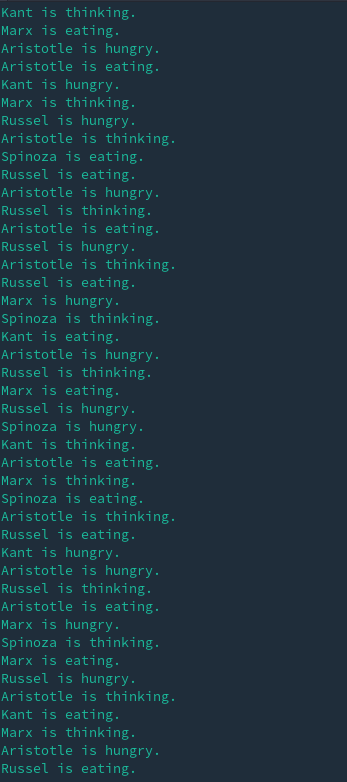 Kant is thinking.
Marx is eating.
Aristotle is hungry.
Aristotle is eating.
Kant is hungry.
Marx is thinking.
Russel is hungry.
Aristotle is thinking.
Spinoza is eating.
Russel is eating.
Aristotle is hungry.
Russel is thinking.
Aristotle is eating.
Russel is hungry.
Aristotle is thinking.
Russel is eating.
Marx is hungry.
Spinoza is thinking.
Kant is eating.
Aristotle is hungry.
Russel is thinking.
Marx is eating.
Russel is hungry.
Spinoza is hungry.
Kant is thinking.
Aristotle is eating.
Marx is thinking.
Spinoza is eating.
Aristotle is thinking.
Russel is eating.
Kant is hungry.
Aristotle is hungry.
Russel is thinking.
Aristotle is eating.
Marx is hungry.
Spinoza is thinking.
Marx is eating.
Russel is hungry.
Aristotle is thinking.
Kant is eating.
Marx is thinking.
Aristotle is hungry.
Russel is eating.